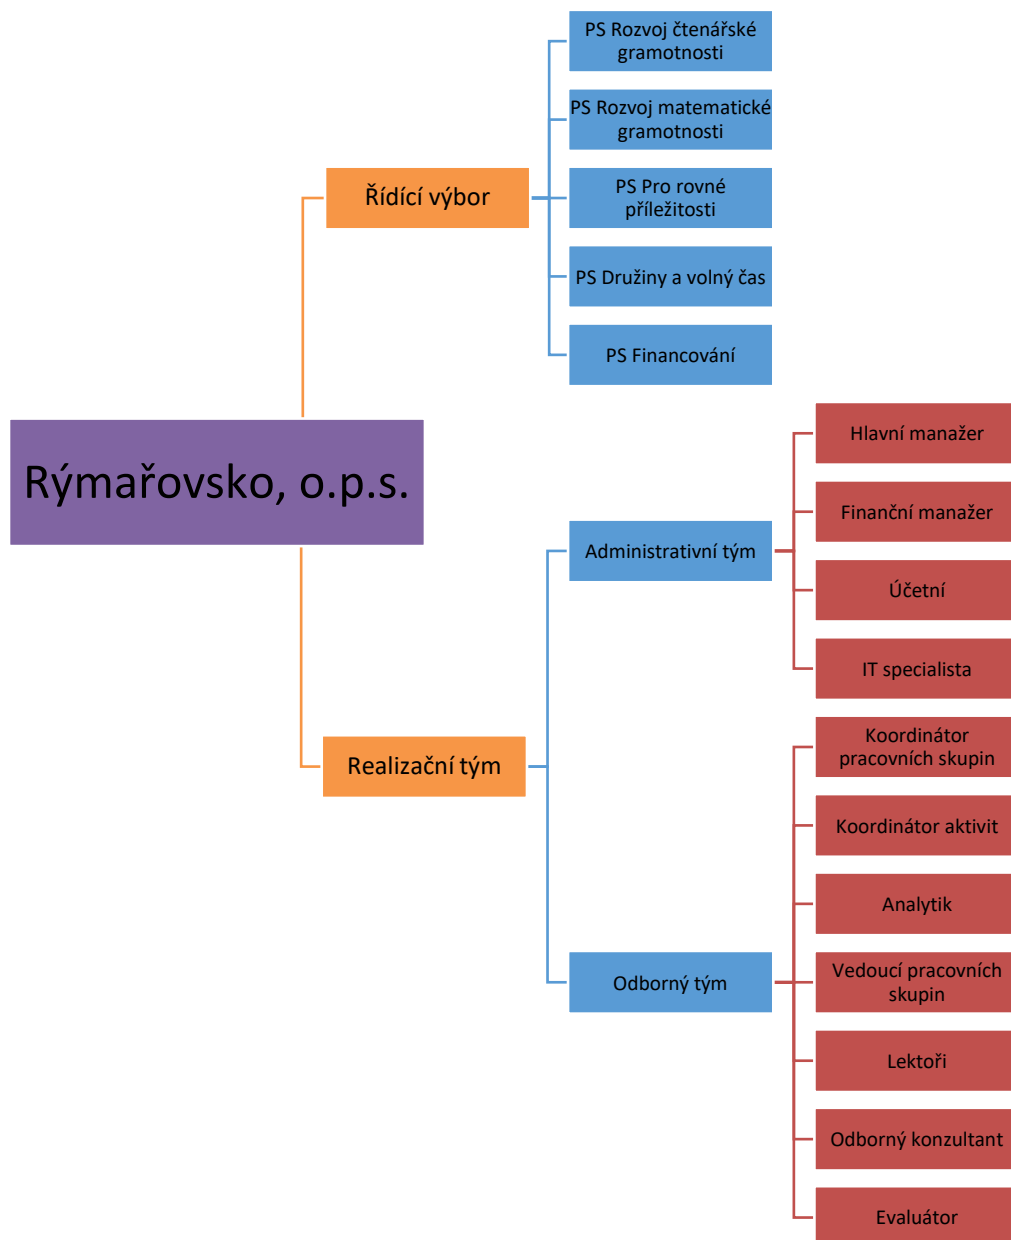 PS Rozvoj čtenářské
gramotnosti
PS Rozvoj matematické
gramotnosti
Řídící výbor
PS Pro rovné
příležitosti
PS Družiny a volný čas
PS Financování
Rýmařovsko, o.p.s.
Hlavní manažer
Finanční manažer
Administrativní tým
Účetní
IT specialista
Realizační tým
Koordinátor
pracovních skupin
Koordinátor aktivit
Analytik
Odborný tým
Vedoucí pracovních
skupin
Lektoři
Odborný konzultant
Evaluátor